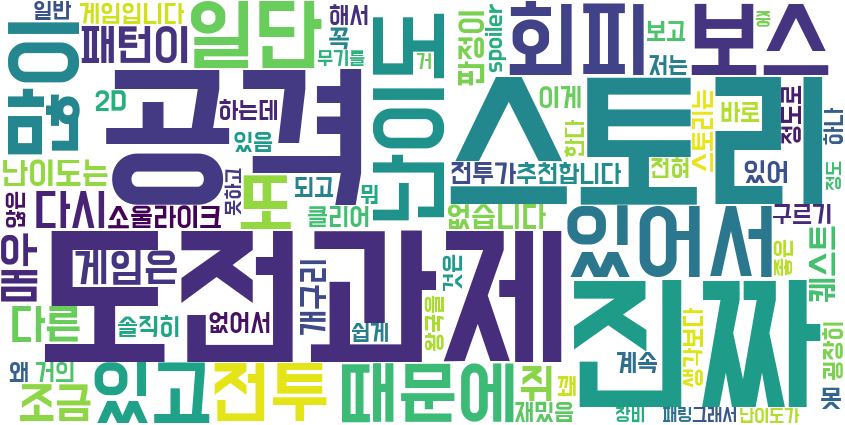 일반 게임입니다 해서 중
패턴이 일단 꼭 spoiler 회피 보스
무기를 거 판정이 보고 저는
움 난이도 스토리
2D 공격 하는데 이게 바로 정도로
있음 한다 스토리는 하나
난이도는 전투가 추천합니다 전혀 있어 정도
않은 못하고 또 되고 뭐
다시 소울라이크 클리어 없습니다 구르기
매우 게임은 도전과제 있어서 좋은 퀘스트
개구리 것은
다른 솔직히 없어서 쉽게 왕국을 진짜
계속 생각보다 굉장히
왜 거의 전투 때문에 쥐 꽤
조금 있고 재밌음 장비 패링 그래서 난이도가 못